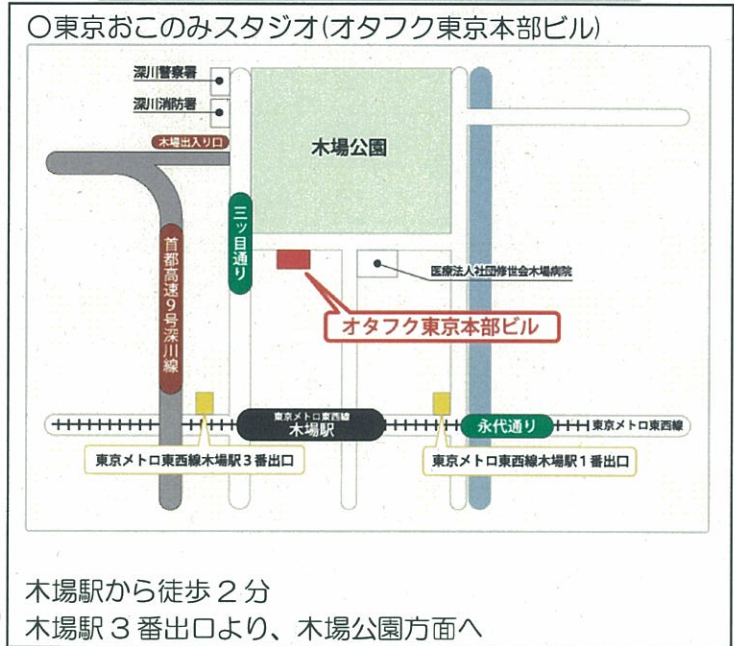 〇東京おこのみスタジオ(オタフク東京本部ビル)
深川警察署
深川消防署
木場出入り口
木場公園
三ッ目通り
首都高速9号深川線
医療法人社団修世会木場病院
オタフク東京本部ビル
東京メトロ東西線
木場駅
永代通り
東京メトロ東西線
東京メトロ東西線木場駅3番出口
東京メトロ東西線木場駅1番出口
木場駅から徒歩2分
木場駅3番出口より、木場公園方面へ